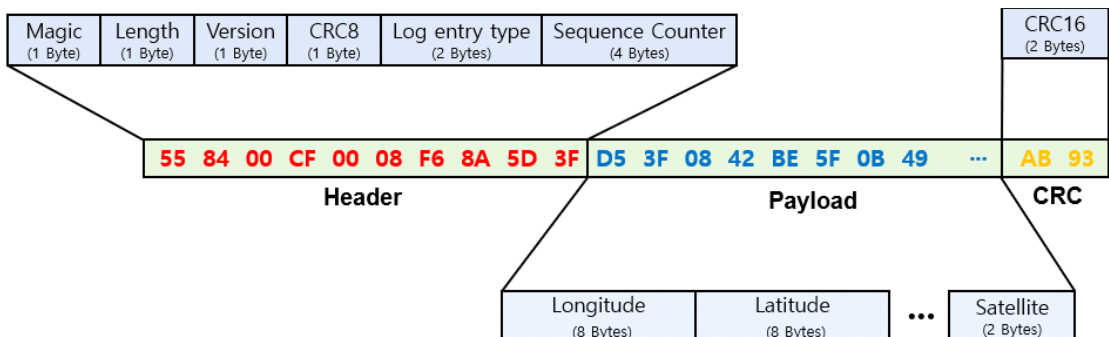 Magic Length Version CRC8 Log entry type Sequence Counter CRC16
(1 Byte) (1 Byte) (1 Byte) (1 Byte) (2 Bytes) (4 Bytes) (2 Bytes)
55 84 00 CF 00 08 F6 8A 5D 3F D5 3F 08 42 BE 5F 0B 49 ... AB 93
Header Payload CRC
Longitude Latitude ... Satellite
(8 Bytes) (8 Bytes) (2 Bytes)